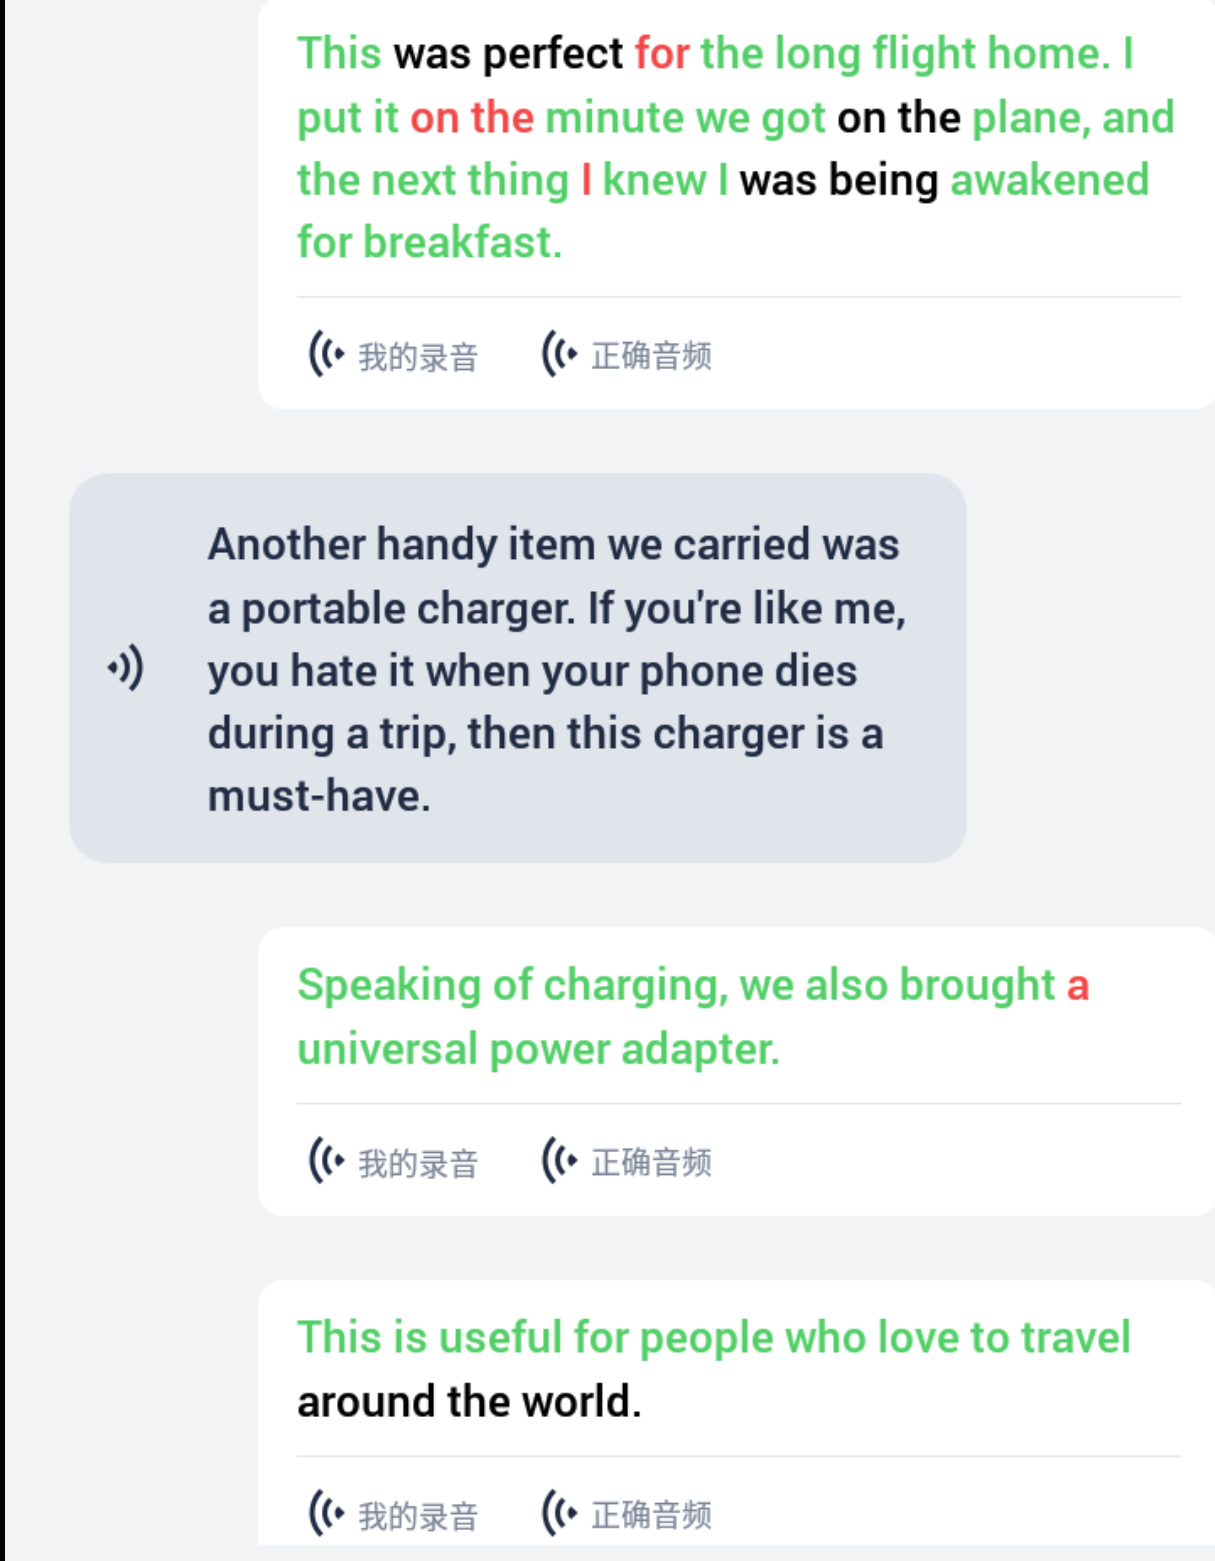 This was perfect for the long flight home. I
put it on the minute we got on the plane, and
the next thing I knew I was being awakened
for breakfast.
我的录音 正确音频
Another handy item we carried was
a portable charger. If you're like me,
you hate it when your phone dies
during a trip, then this charger is a
must-have.
Speaking of charging, we also brought a
universal power adapter.
我的录音 正确音频
This is useful for people who love to travel
around the world.
我的录音 正确音频